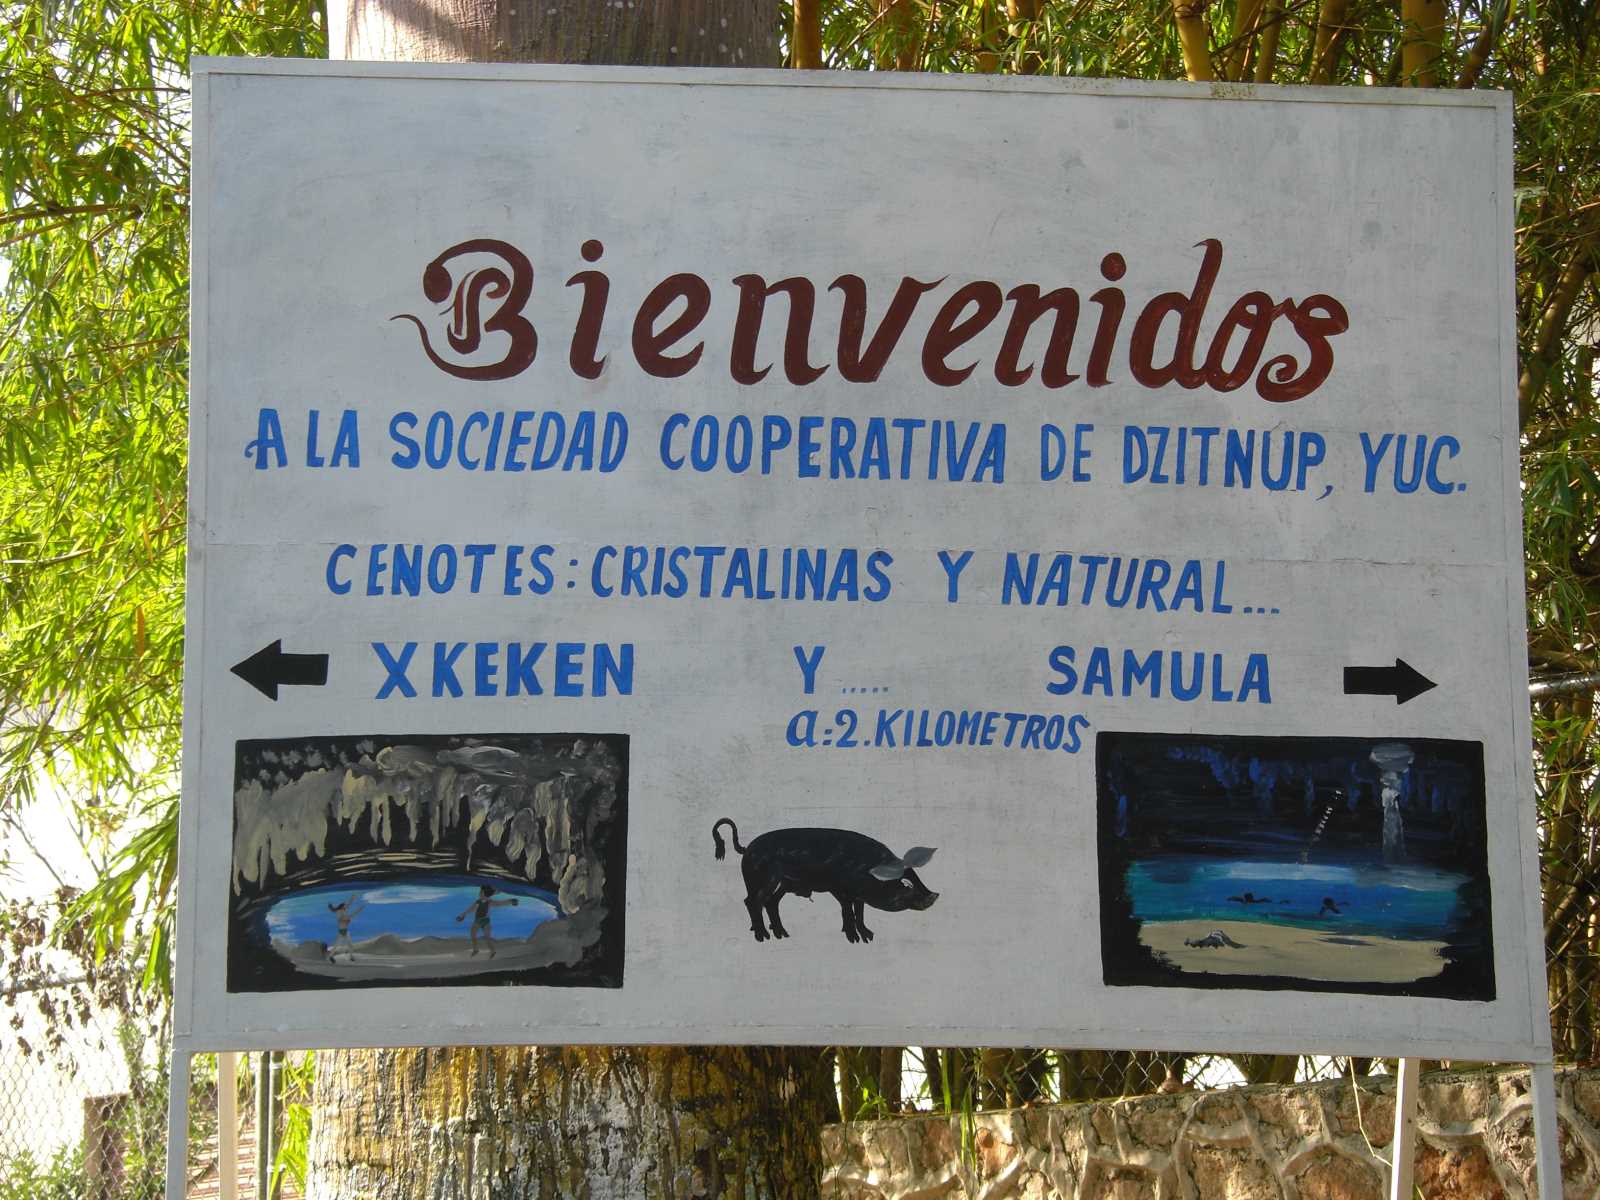 Bienvenidos
A LA SOCIEDAD COOPERATIVA DE DZITNUP, YUC.
CENOTES: CRISTALINAS Y NATURAL...
XKEKEN Y ..... SAMULA
a:2.KILOMETROS